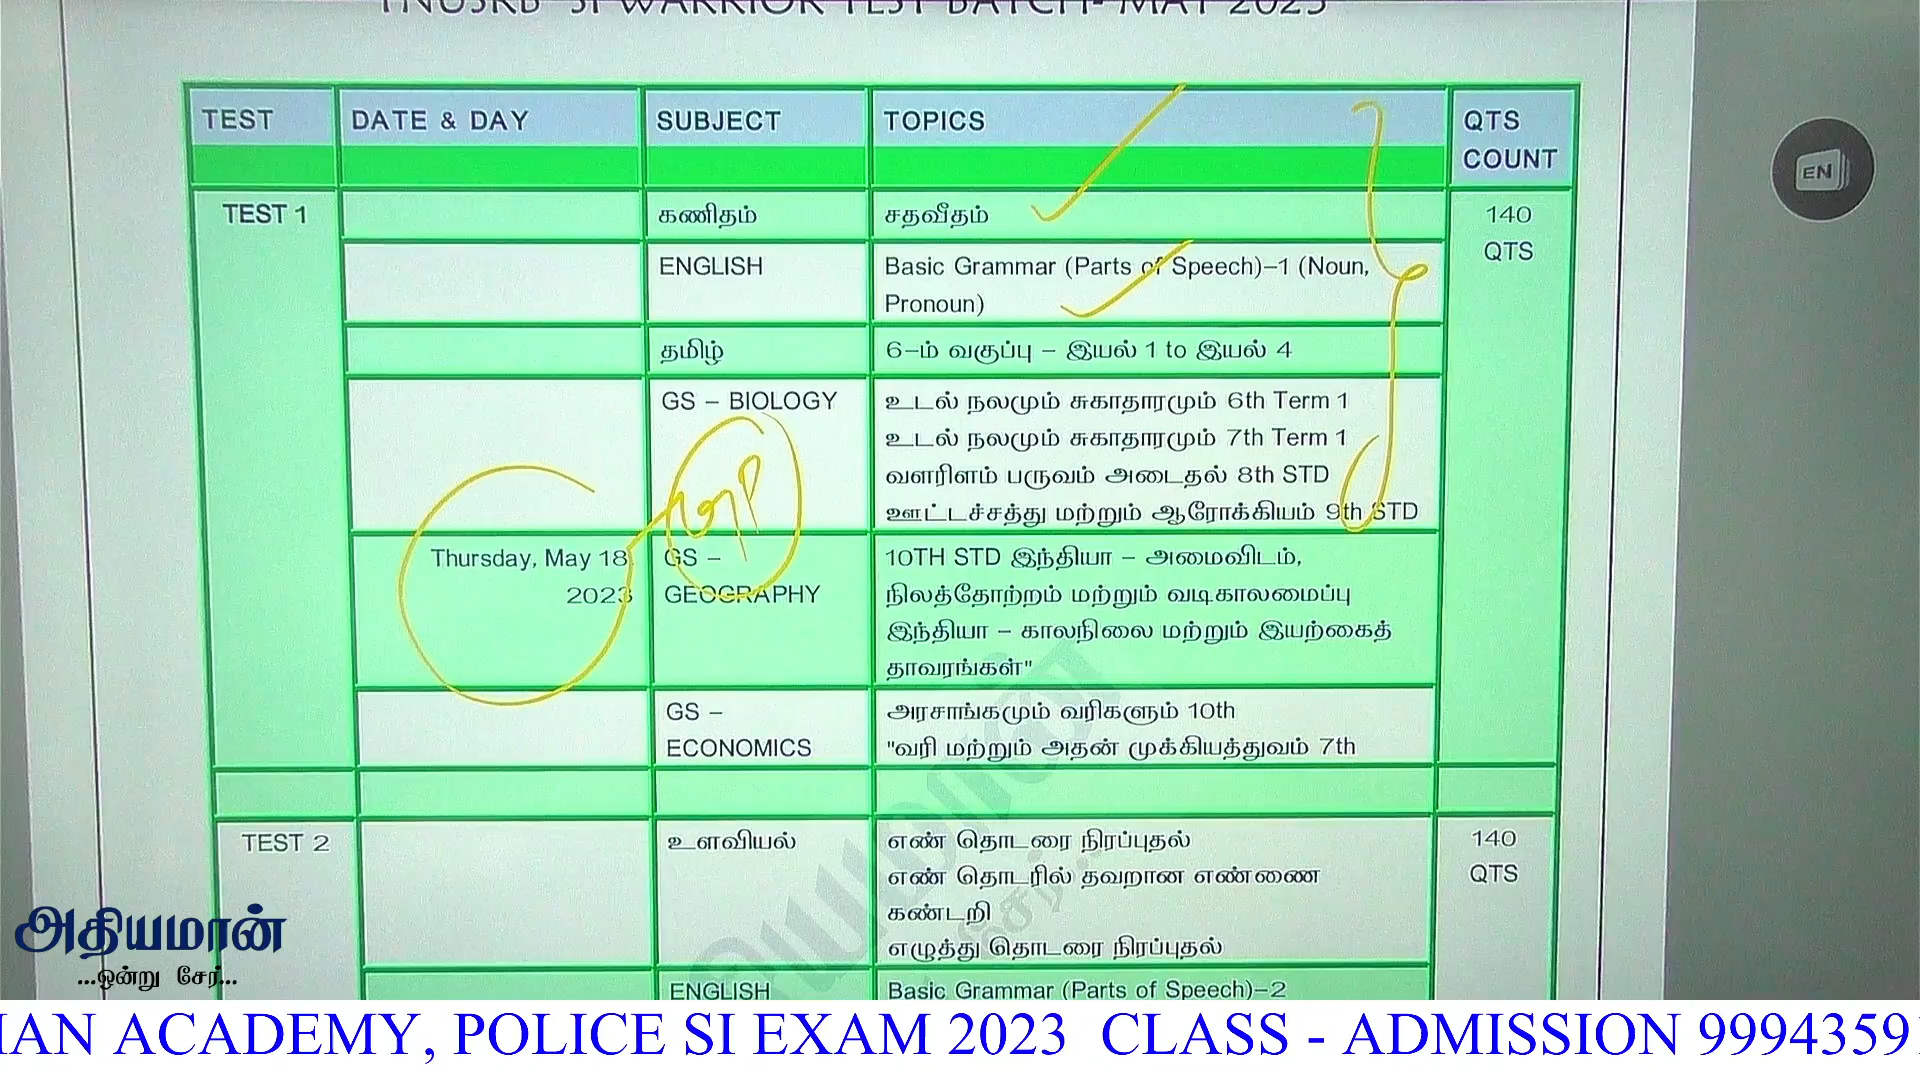 TNUSRB SI WARRIOR TEST BATCH- MAY 2023
TEST DATE & DAY SUBJECT TOPICS QTS
COUNT
TEST 1 கணிதம் சதவீதம் 140
QTS
ENGLISH Basic Grammar (Parts of Speech)–1 (Noun,
Pronoun)
தமிழ் 6–ம் வகுப்பு – இயல் 1 to இயல் 4
GS – BIOLOGY உடல் நலமும் சுகாதாரமும் 6th Term 1
உடல் நலமும் சுகாதாரமும் 7th Term 1
வளரிளம் பருவம் அடைதல் 8th STD
ஊட்டச்சத்து மற்றும் ஆரோக்கியம் 9th STD
Thursday, May 18, GS – 10TH STD இந்தியா – அமைவிடம்,
2023 GEOGRAPHY நிலத்தோற்றம் மற்றும் வடிகாலமைப்பு
இந்தியா – காலநிலை மற்றும் இயற்கைத்
தாவரங்கள்"
GS – அரசாங்கமும் வரிகளும் 10th
ECONOMICS "வரி மற்றும் அதன் முக்கியத்துவம் 7th
TEST 2 உளவியல் எண் தொடரை நிரப்புதல் 140
எண் தொடரில் தவறான எண்ணை QTS
கண்டறி
எழுத்து தொடரை நிரப்புதல்
ENGLISH Basic Grammar (Parts of Speech)–2
EN
அதியமான்
...ஒன்று சேர்...
IAN ACADEMY, POLICE SI EXAM 2023 CLASS - ADMISSION 9994359